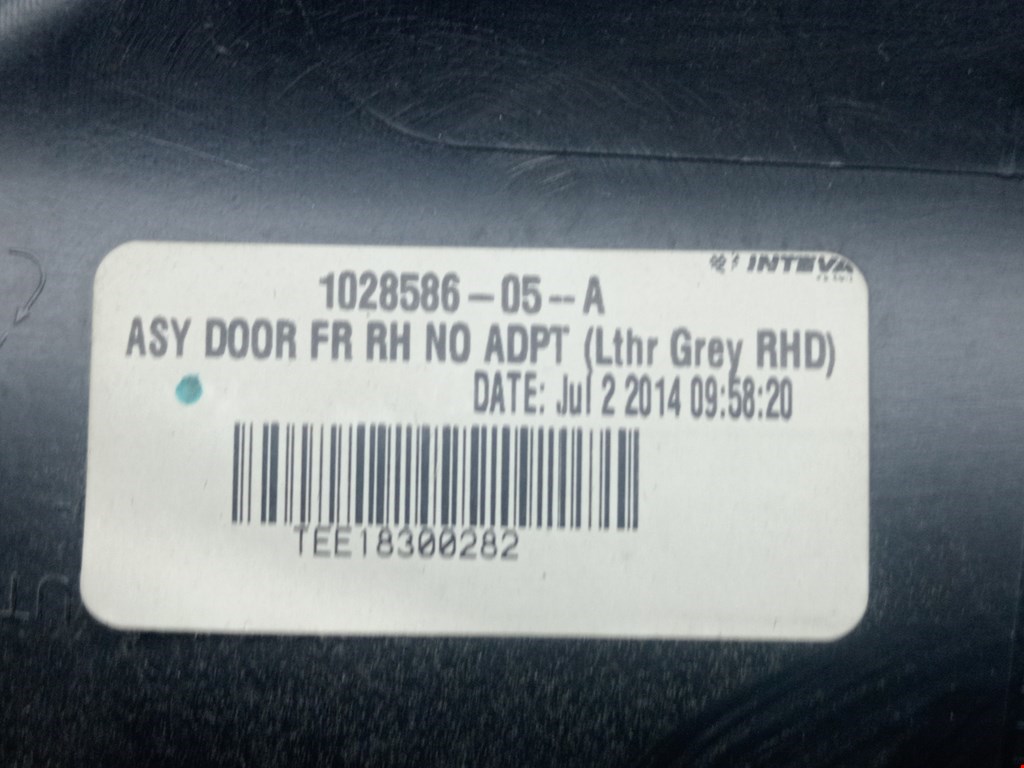 INTEVA
1028586-05--A
ASY DOOR FR RH NO ADPT (Lthr Grey RHD)
DATE: Jul 2 2014 09:58:20
TEE18300282